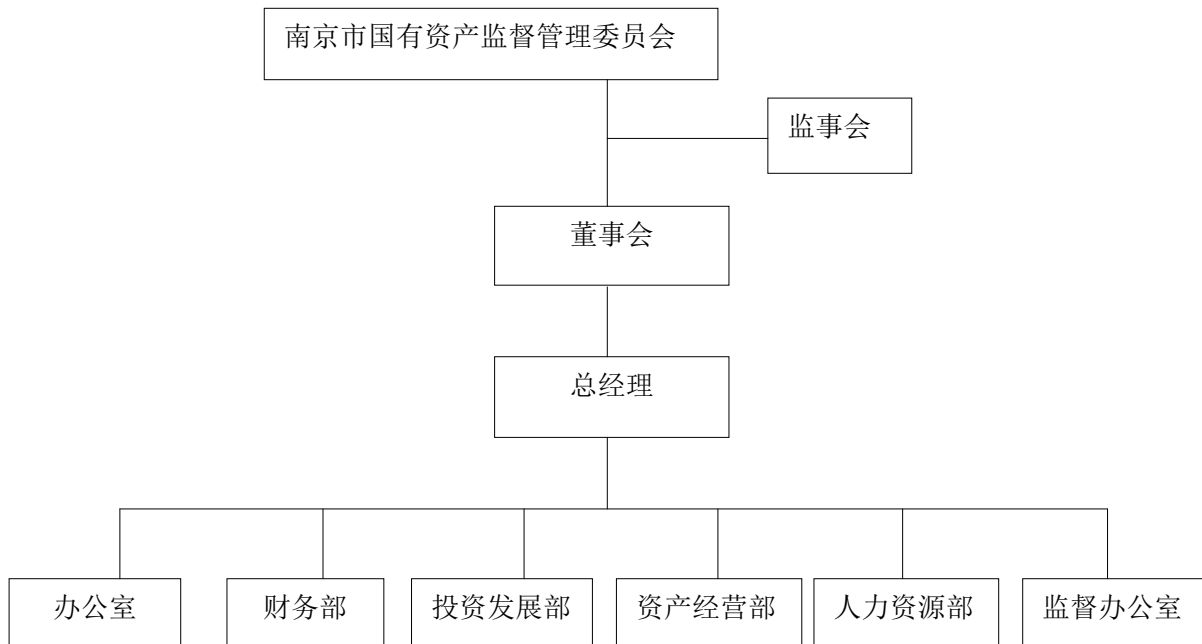 南京市国有资产监督管理委员会
监事会
董事会
总经理
办公室
财务部
投资发展部
资产经营部
人力资源部
监督办公室